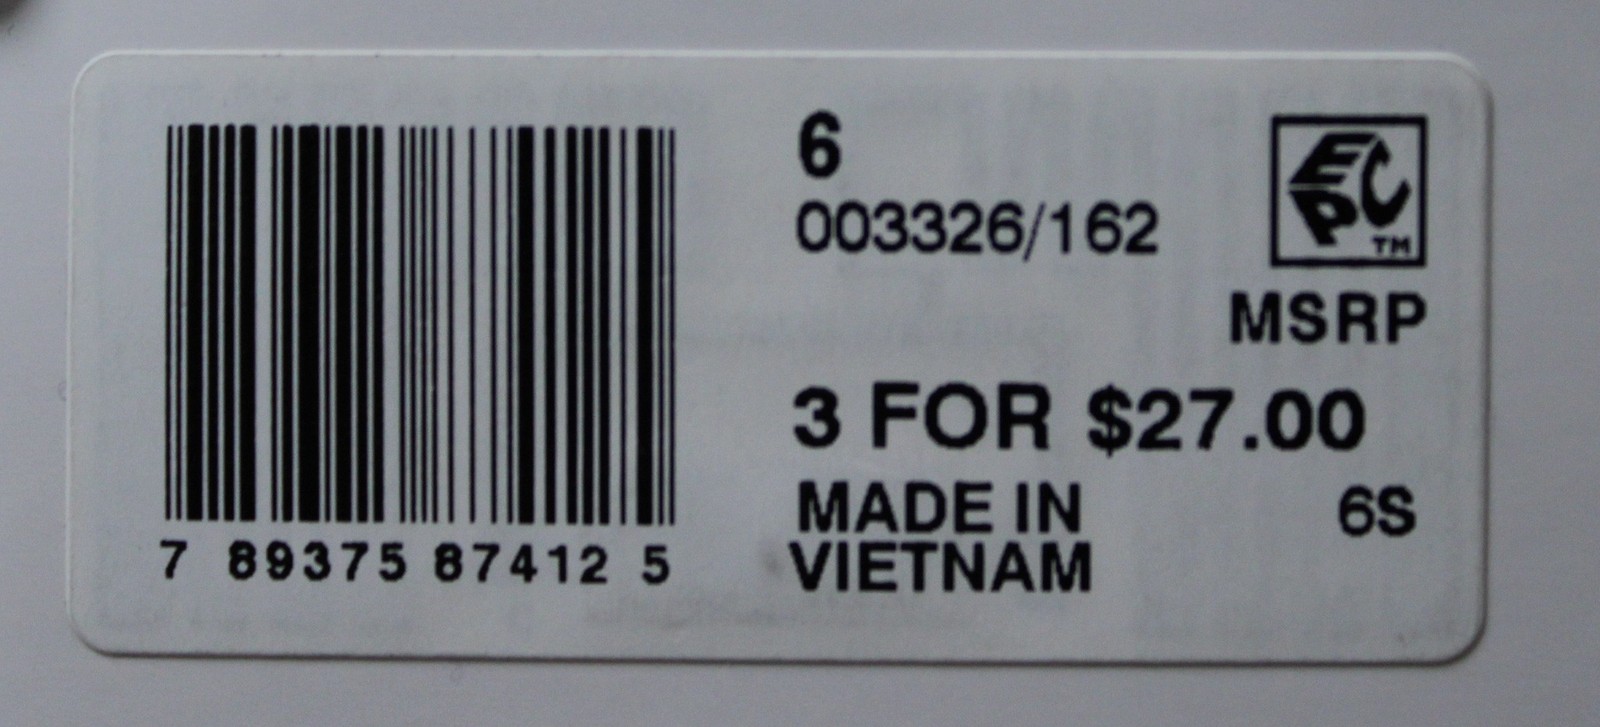 7 89375 87412 5
6
003326/162
EPC TM
MSRP
3 FOR $27.00
MADE IN 6S
VIETNAM